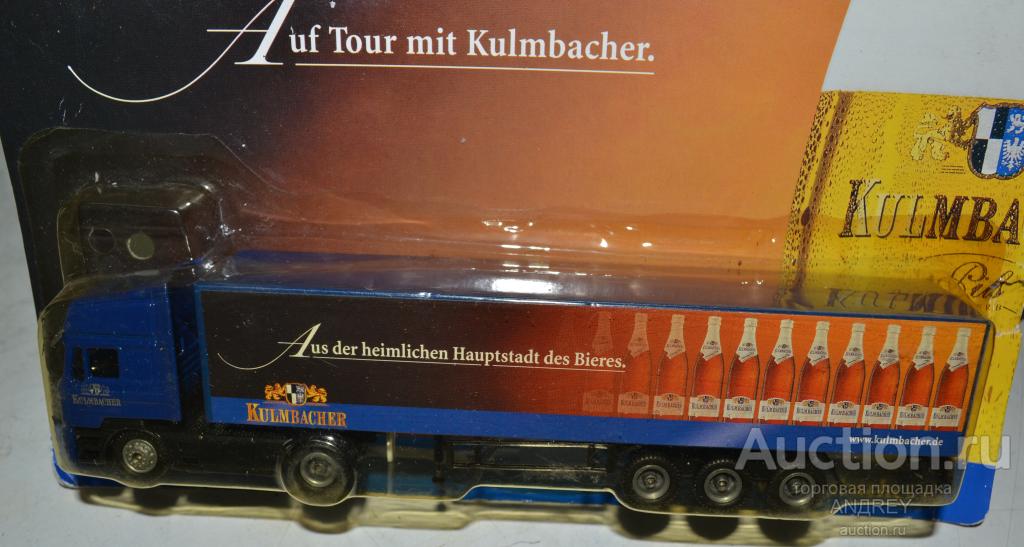 Auf Tour mit Kulmbacher.
KULMBA
Aus der heimlichen Hauptstadt des Bieres.
KULMBACHER
KULMBACHER
www.kulmbacher.de
Auction.ru
торговая площадка
ANDREY
auction.ru